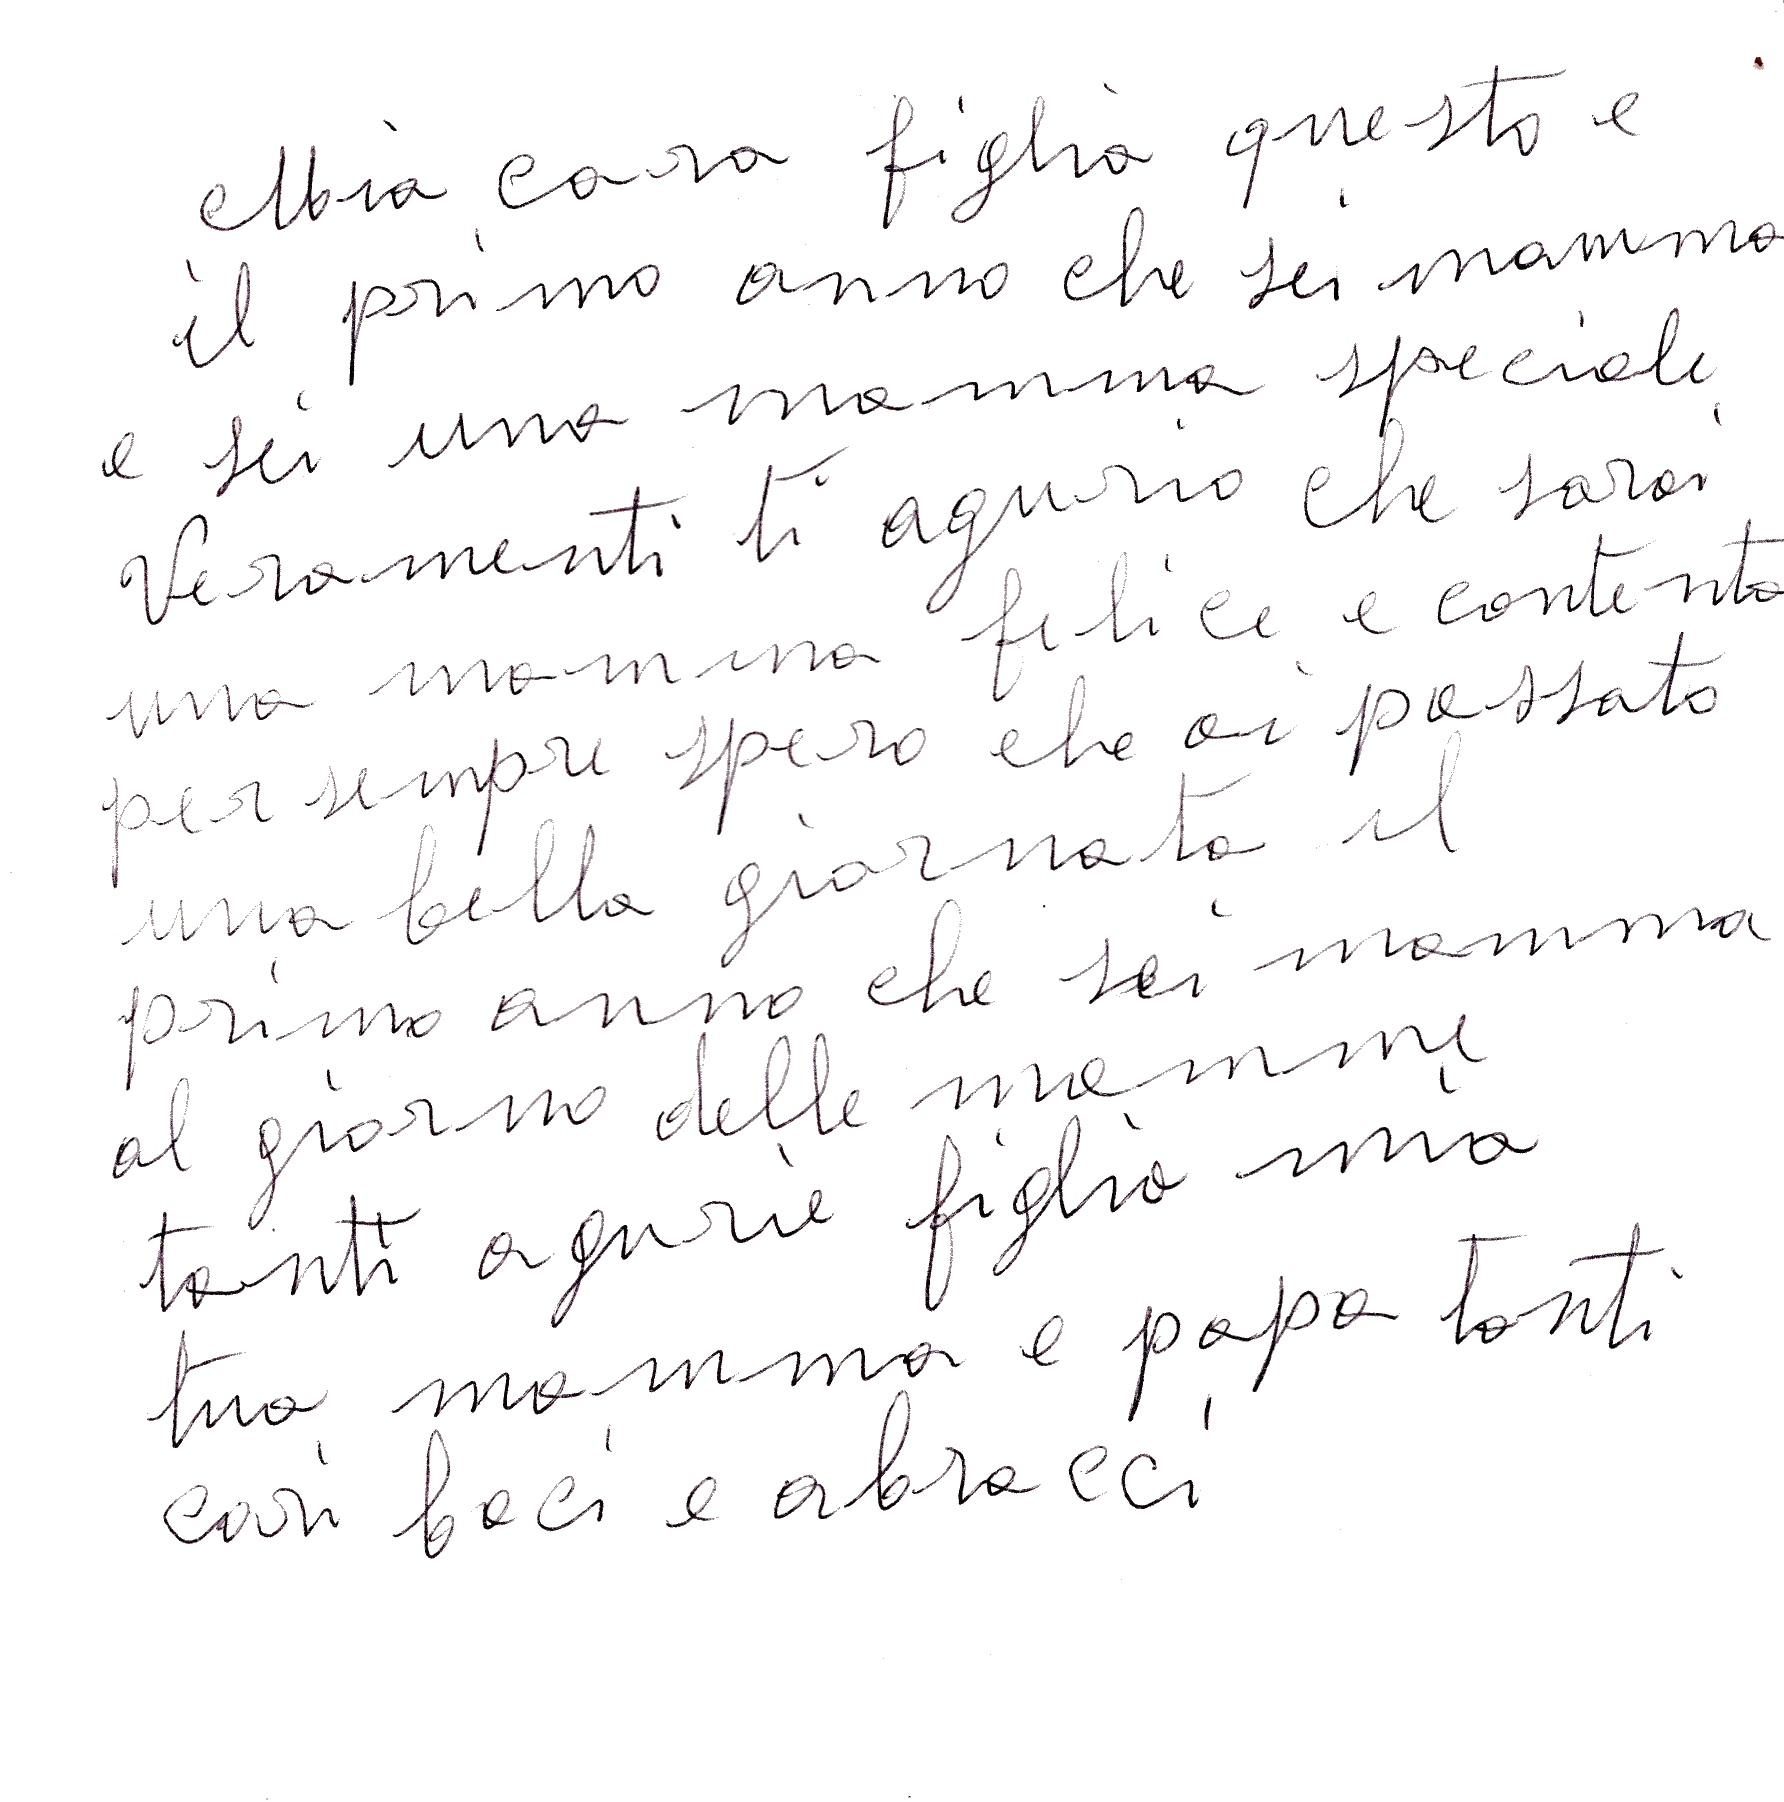 Mia cara figlia questo e
il primo anno che sei mamma
e sei una mamma speciale
veramenti ti agurio che sarai
una mamma felice e contenta
per sempre spero che ai passato
una bella giornata il
primo anno che sei mamma
al giorno delle mamme
tanti agurie figlia mia
tua mamma e papa tanti
cari baci e abracci